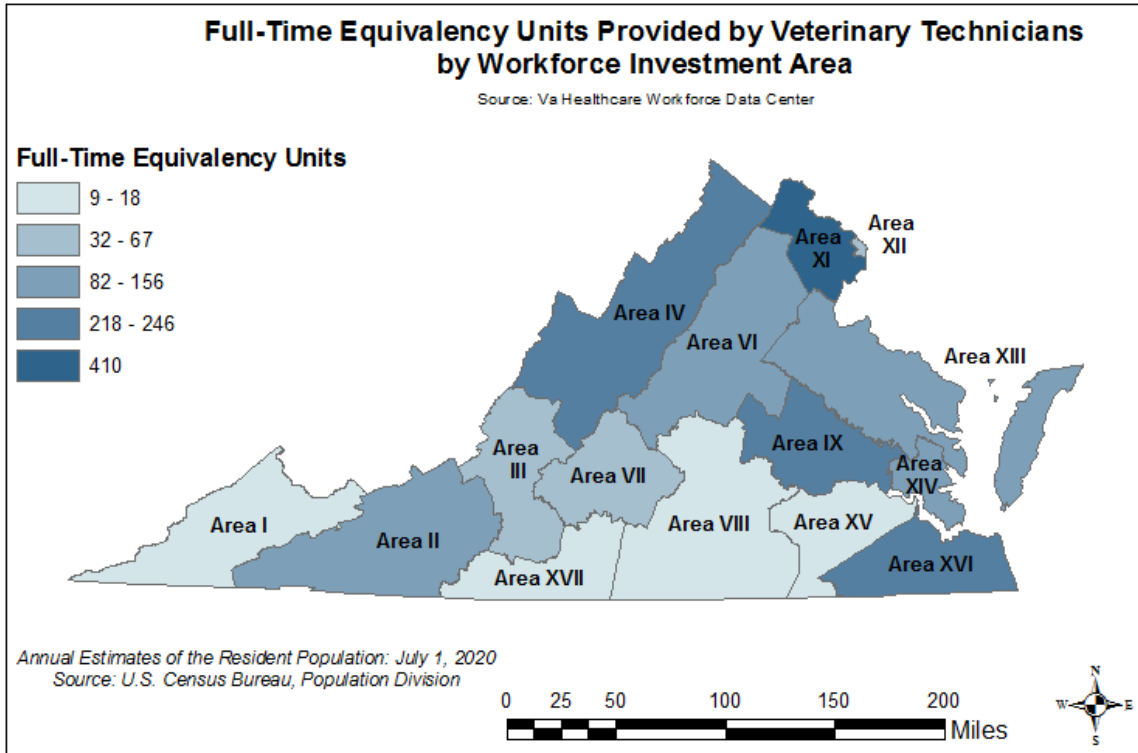 Full-Time Equivalency Units Provided by Veterinary Technicians
by Workforce Investment Area
Source: Va Healthcare Workforce Data Center
Full-Time Equivalency Units
9 - 18
32 - 67
82 - 156
218 - 246
410
Area
XII
Area
XI
Area IV
Area VI
Area XIII
Area IX
Area
III
Area VII
Area
XIV
Area I
Area II
Area VIII
Area XV
Area XVII
Area XVI
Annual Estimates of the Resident Population: July 1, 2020
Source: U.S. Census Bureau, Population Division
0 25 50 100 150 200
Miles
N
W E
S